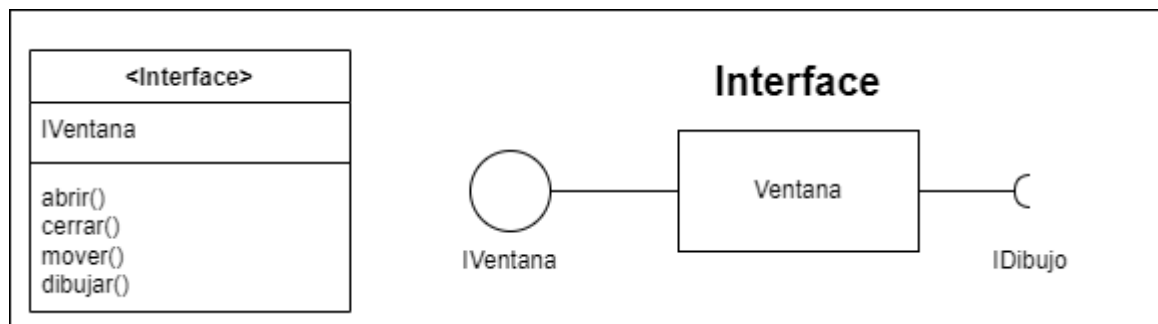 <Interface>
IVentana
abrir()
cerrar()
mover()
dibujar()
Interface
Ventana
IVentana
IDibujo